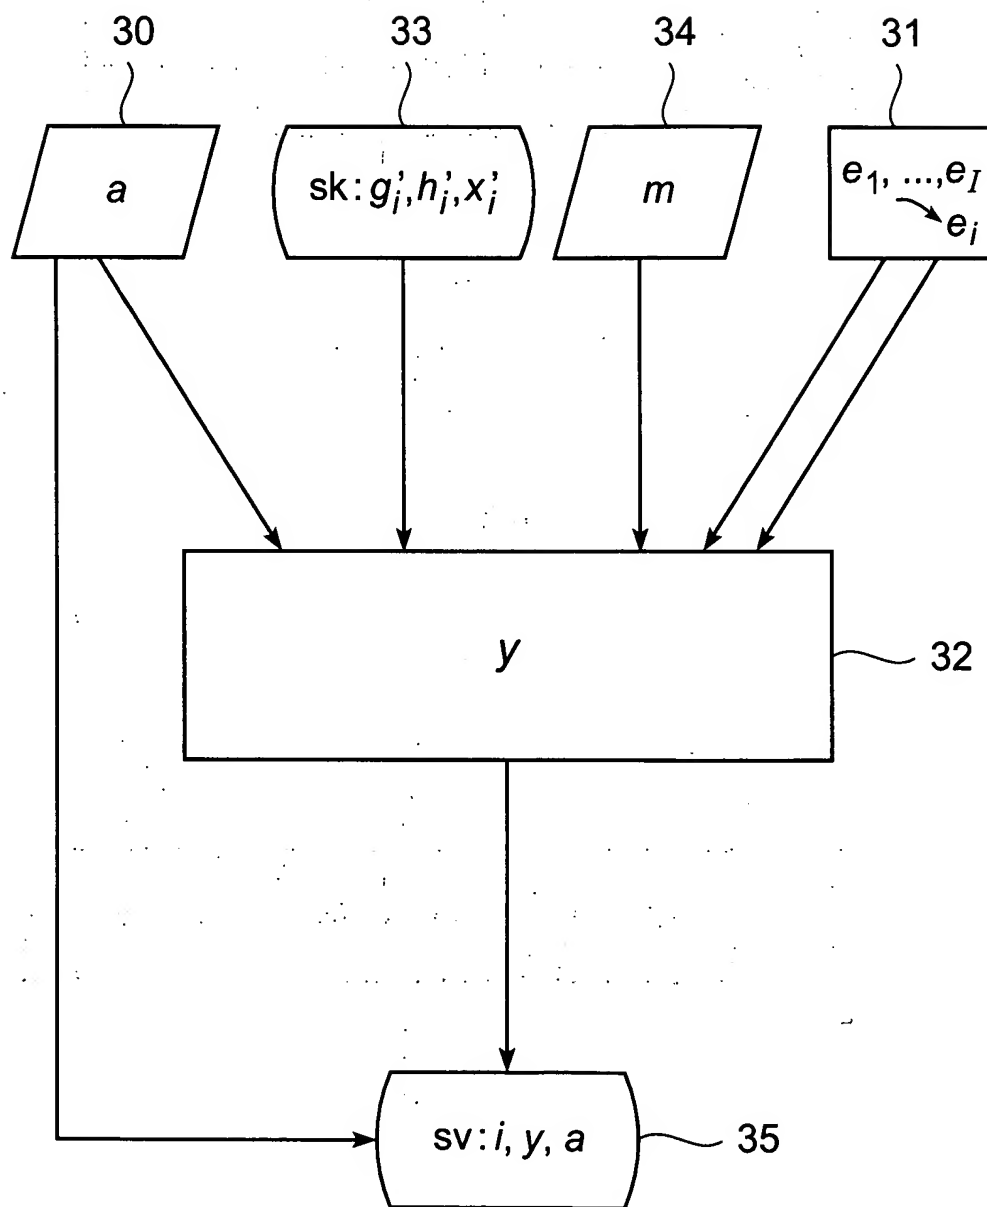 30
33
34
31
a
sk: g'i, h'i, x'i
m
e1, ..., eI
ei
y
32
sv: i, y, a
35